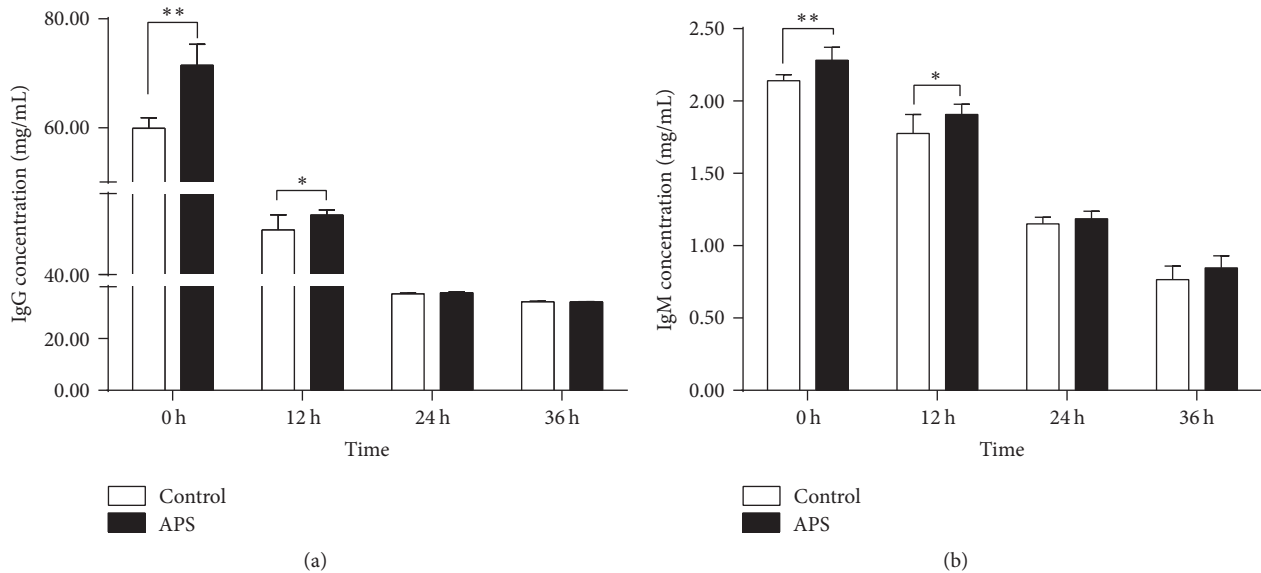 80.00
60.00
40.00
20.00
0.00
IgG concentration (mg/mL)
**
*
0 h 12 h 24 h 36 h
Time
Control
APS
(a)
2.50
2.00
1.50
1.00
0.50
0.00
IgM concentration (mg/mL)
**
*
0 h 12 h 24 h 36 h
Time
Control
APS
(b)